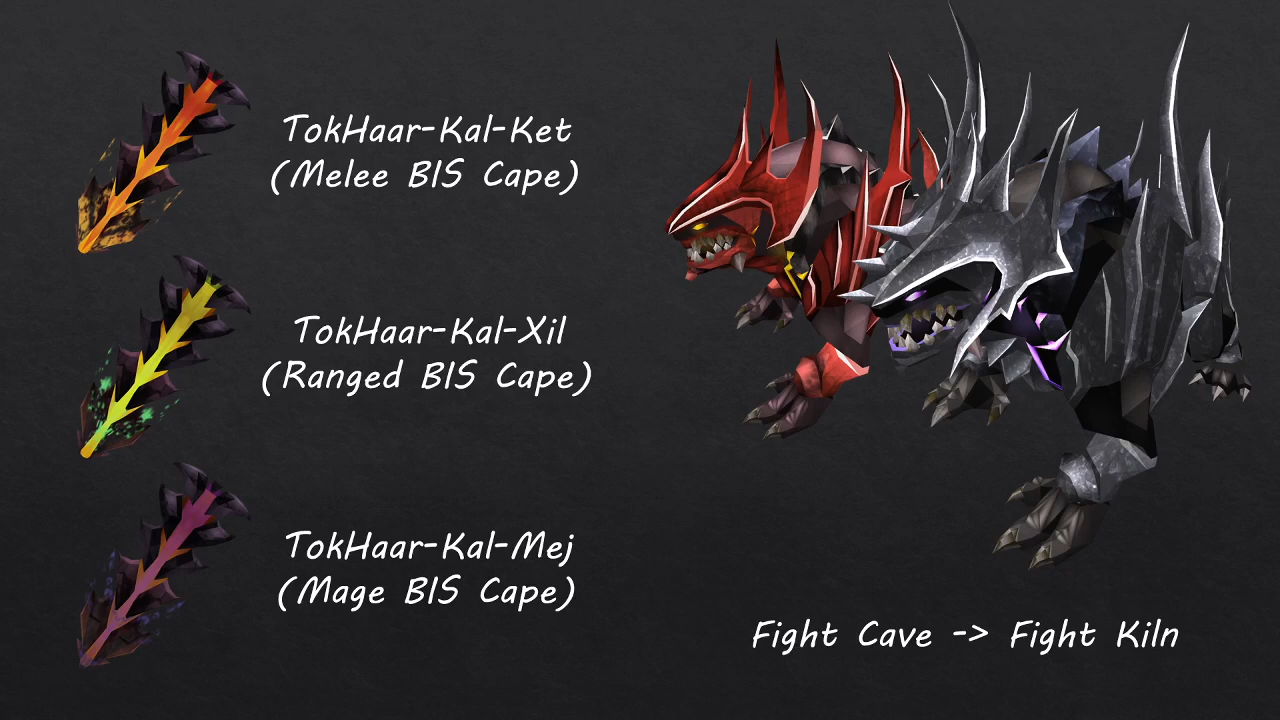 TokHaar-Kal-Ket
(Melee BIS Cape)
TokHaar-Kal-Xil
(Ranged BIS Cape)
TokHaar-Kal-Mej
(Mage BIS Cape)
Fight Cave -> Fight Kiln